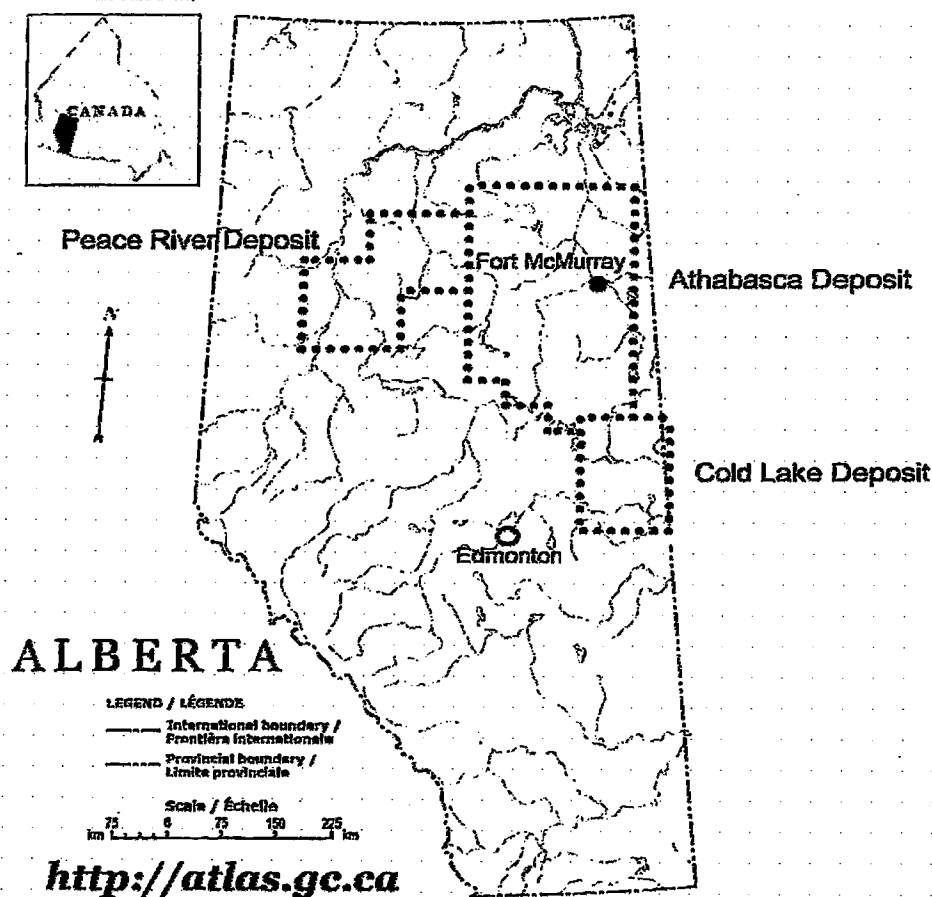 CANADA
Peace River Deposit
Fort McMurray
Athabasca Deposit
N
Cold Lake Deposit
Edmonton
ALBERTA
LEGEND / LÉGENDE
International boundary /
Frontière internationale
Provincial boundary /
Limite provinciale
Scale / Échelle
75 0 75 150 225
km km
http://atlas.gc.ca